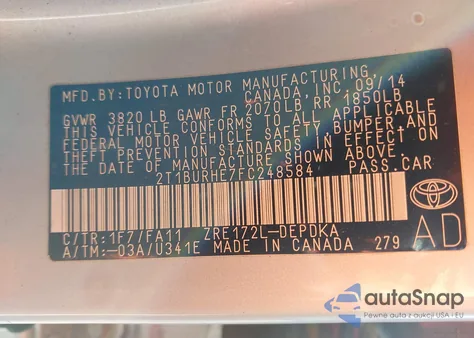 MFD. BY: TOYOTA MOTOR MANUFACTURING,
CANADA, INC. 09/14
GVWR 3820 LB GAWR FR 2070LB, RR 1850LB
THIS VEHICLE CONFORMS TO ALL APPLICABLE
FEDERAL MOTOR VEHICLE SAFETY, BUMPER AND
THEFT PREVENTION STANDARDS IN EFFECT ON
THE DATE OF MANUFACTURE SHOWN ABOVE.
2T1BURHE7FC248584 PASS.CAR
C/TR:1F7/FA11 ZRE172L-DEPDKA
A/TM:-03A/U341E MADE IN CANADA 279
AD
autoSnap
Pewne auta z aukcji USA i EU